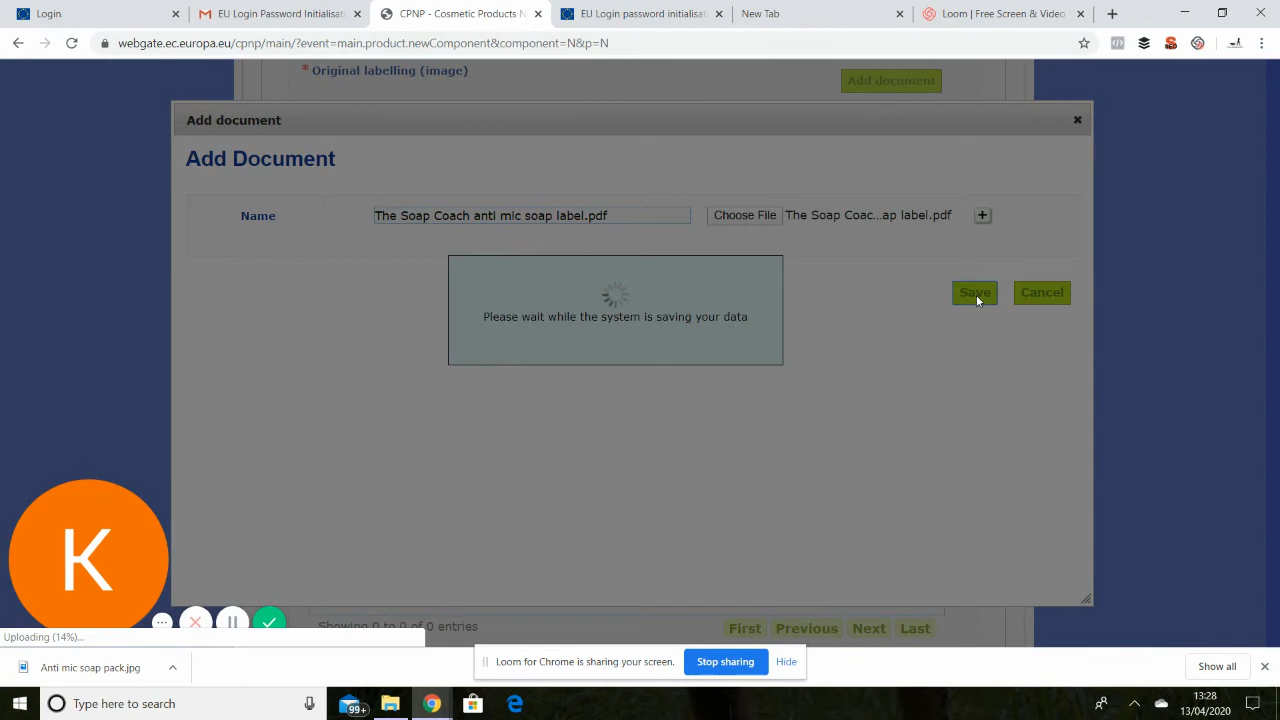 Login
EU Login Password Initialisati
CPNP - Cosmetic Products N
EU Login password initialisati
New Tab
Loom | Free Screen & Video
webgate.ec.europa.eu/cpnp/main/?event=main.product.newComponent&component=N&p=N
*Original labelling (image)
Add document
Add document
Add Document
Name
The Soap Coach anti mic soap label.pdf
Choose File
The Soap Coac...ap label.pdf
+
Save
Cancel
Please wait while the system is saving your data
K
Showing 0 to 0 of 0 entries
First
Previous
Next
Last
Uploading (14%)...
Anti mic soap pack.jpg
Loom for Chrome is sharing your screen.
Stop sharing
Hide
Show all
Type here to search
99+
13:28
13/04/2020